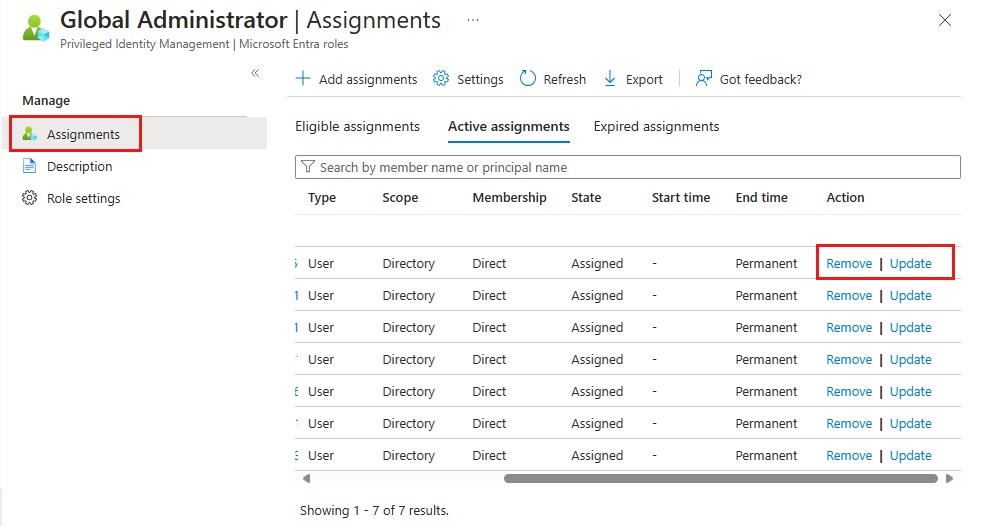 Global Administrator | Assignments ...
Privileged Identity Management | Microsoft Entra roles
Manage
Assignments
Description
Role settings
Add assignments Settings Refresh Export Got feedback?
Eligible assignments Active assignments Expired assignments
Search by member name or principal name
Type Scope Membership State Start time End time Action
User Directory Direct Assigned - Permanent Remove | Update
1 User Directory Direct Assigned - Permanent Remove | Update
1 User Directory Direct Assigned - Permanent Remove | Update
User Directory Direct Assigned - Permanent Remove | Update
User Directory Direct Assigned - Permanent Remove | Update
User Directory Direct Assigned - Permanent Remove | Update
User Directory Direct Assigned - Permanent Remove | Update
Showing 1 - 7 of 7 results.